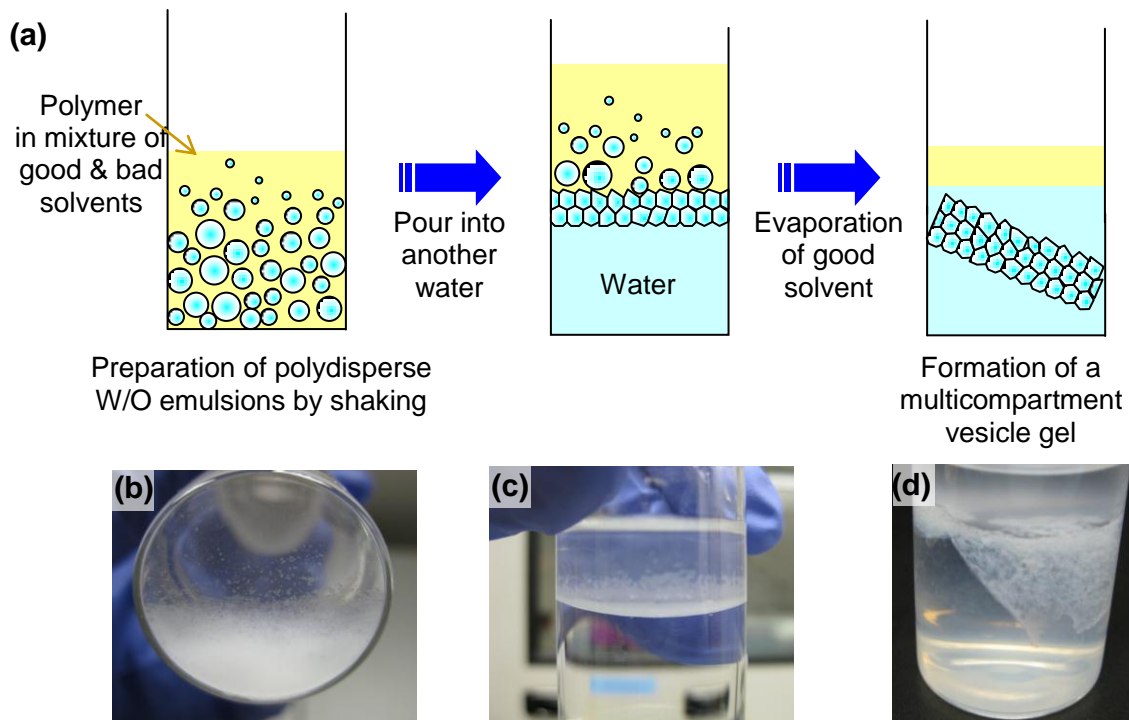 (a)
Polymer
in mixture of
good & bad
solvents
Pour into
another
water
Water
Evaporation
of good
solvent
Preparation of polydisperse
W/O emulsions by shaking
Formation of a
multicompartment
vesicle gel
(b)
(c)
(d)